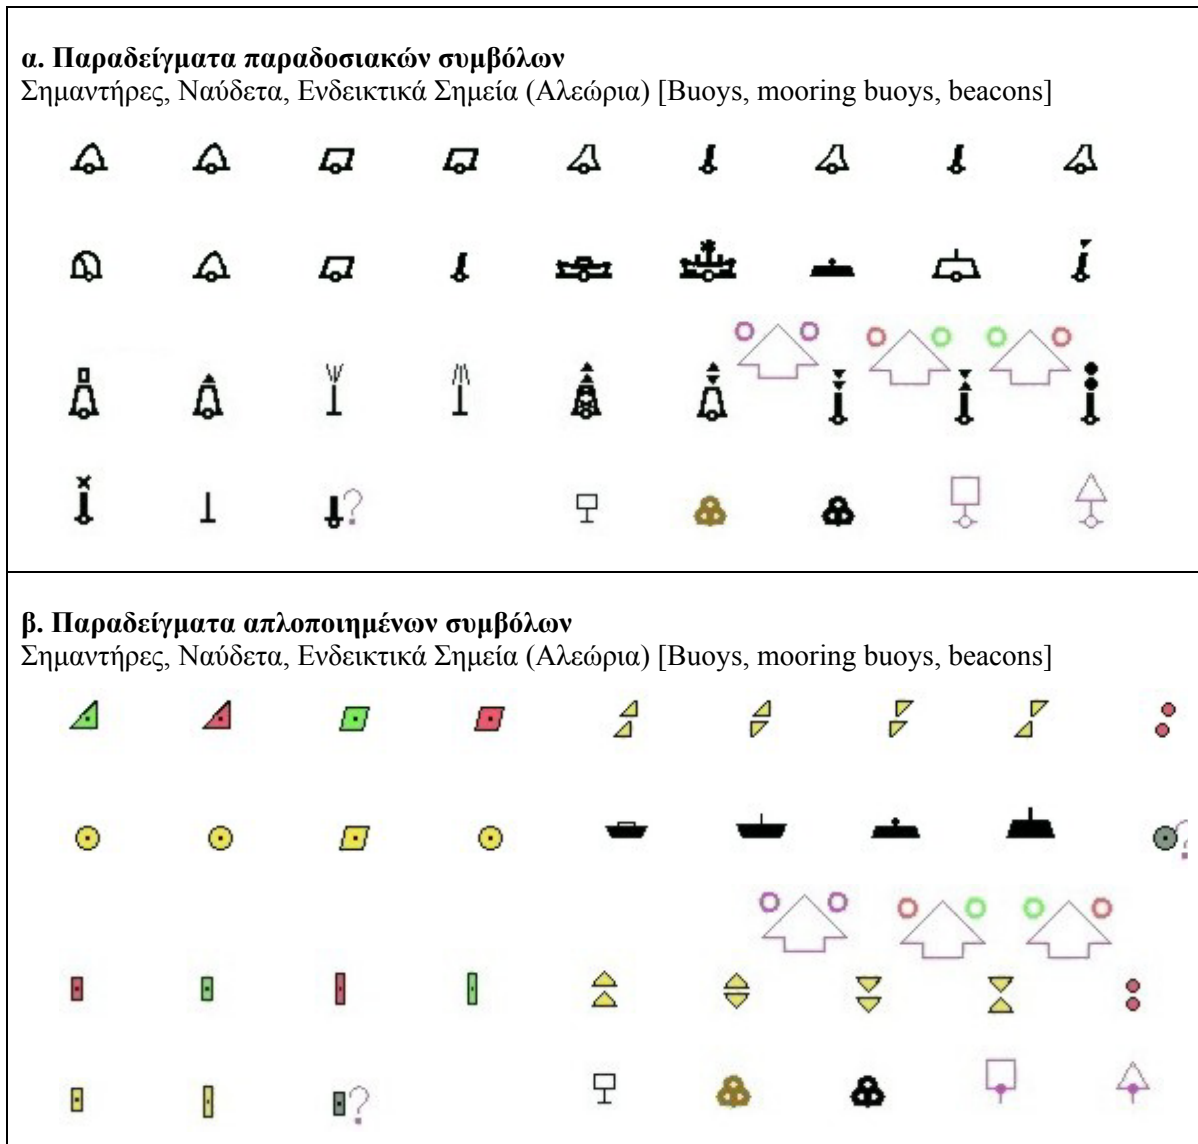 α. Παραδείγματα παραδοσιακών συμβόλων
Σημαντήρες, Ναύδετα, Ενδεικτικά Σημεία (Αλεώρια) [Buoys, mooring buoys, beacons]
?
β. Παραδείγματα απλοποιημένων συμβόλων
Σημαντήρες, Ναύδετα, Ενδεικτικά Σημεία (Αλεώρια) [Buoys, mooring buoys, beacons]
?
?